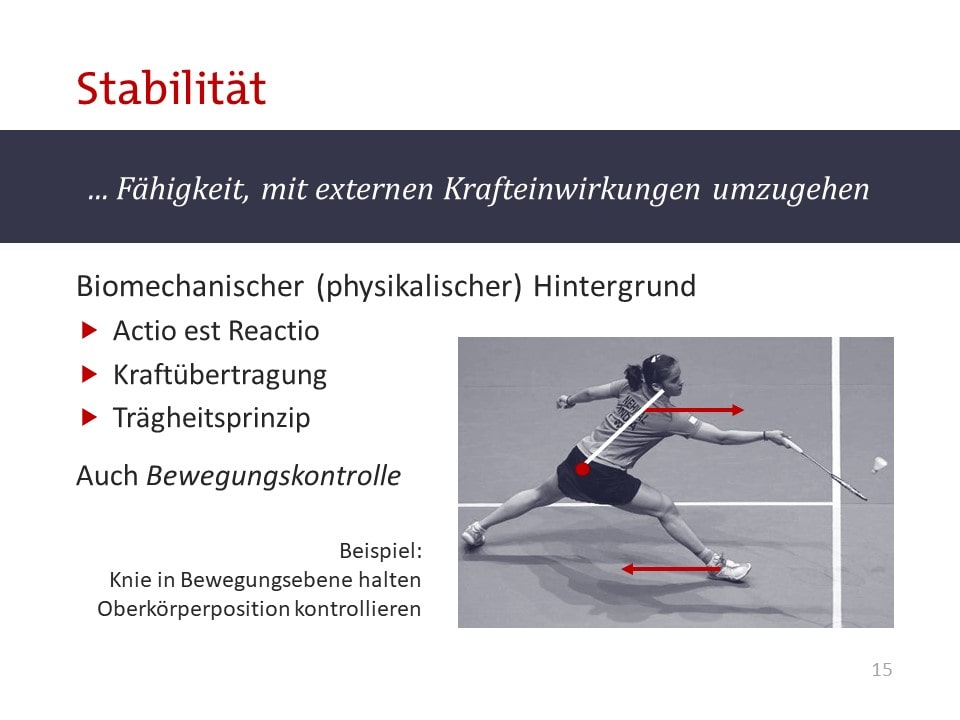 Stabilität
... Fähigkeit, mit externen Krafteinwirkungen umzugehen
Biomechanischer (physikalischer) Hintergrund
Actio est Reactio
Kraftübertragung
Trägheitsprinzip
Auch Bewegungskontrolle
Beispiel:
Knie in Bewegungsebene halten
Oberkörperposition kontrollieren
15